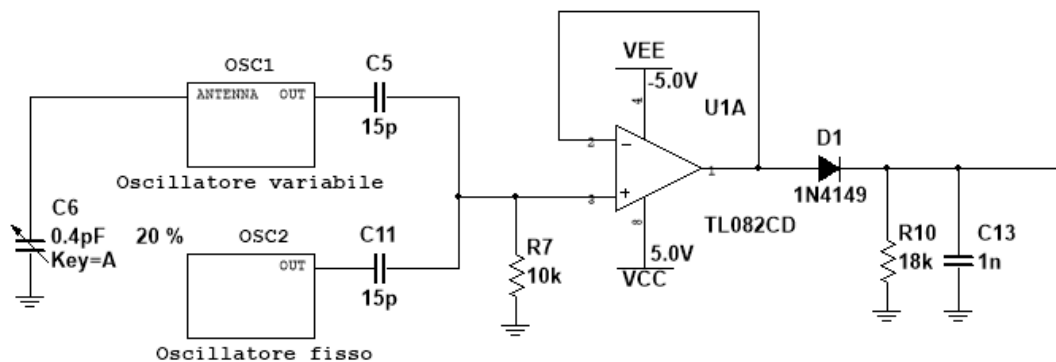 OSC1
ANTENNA OUT
Oscillatore variabile
C5
15p
C6
0.4pF 20 %
Key=A
OSC2
OUT
Oscillatore fisso
C11
15p
R7
10k
VEE
-5.0V
4
U1A
2
3
1
8
TL082CD
5.0V
VCC
D1
1N4149
R10
18k
C13
1n